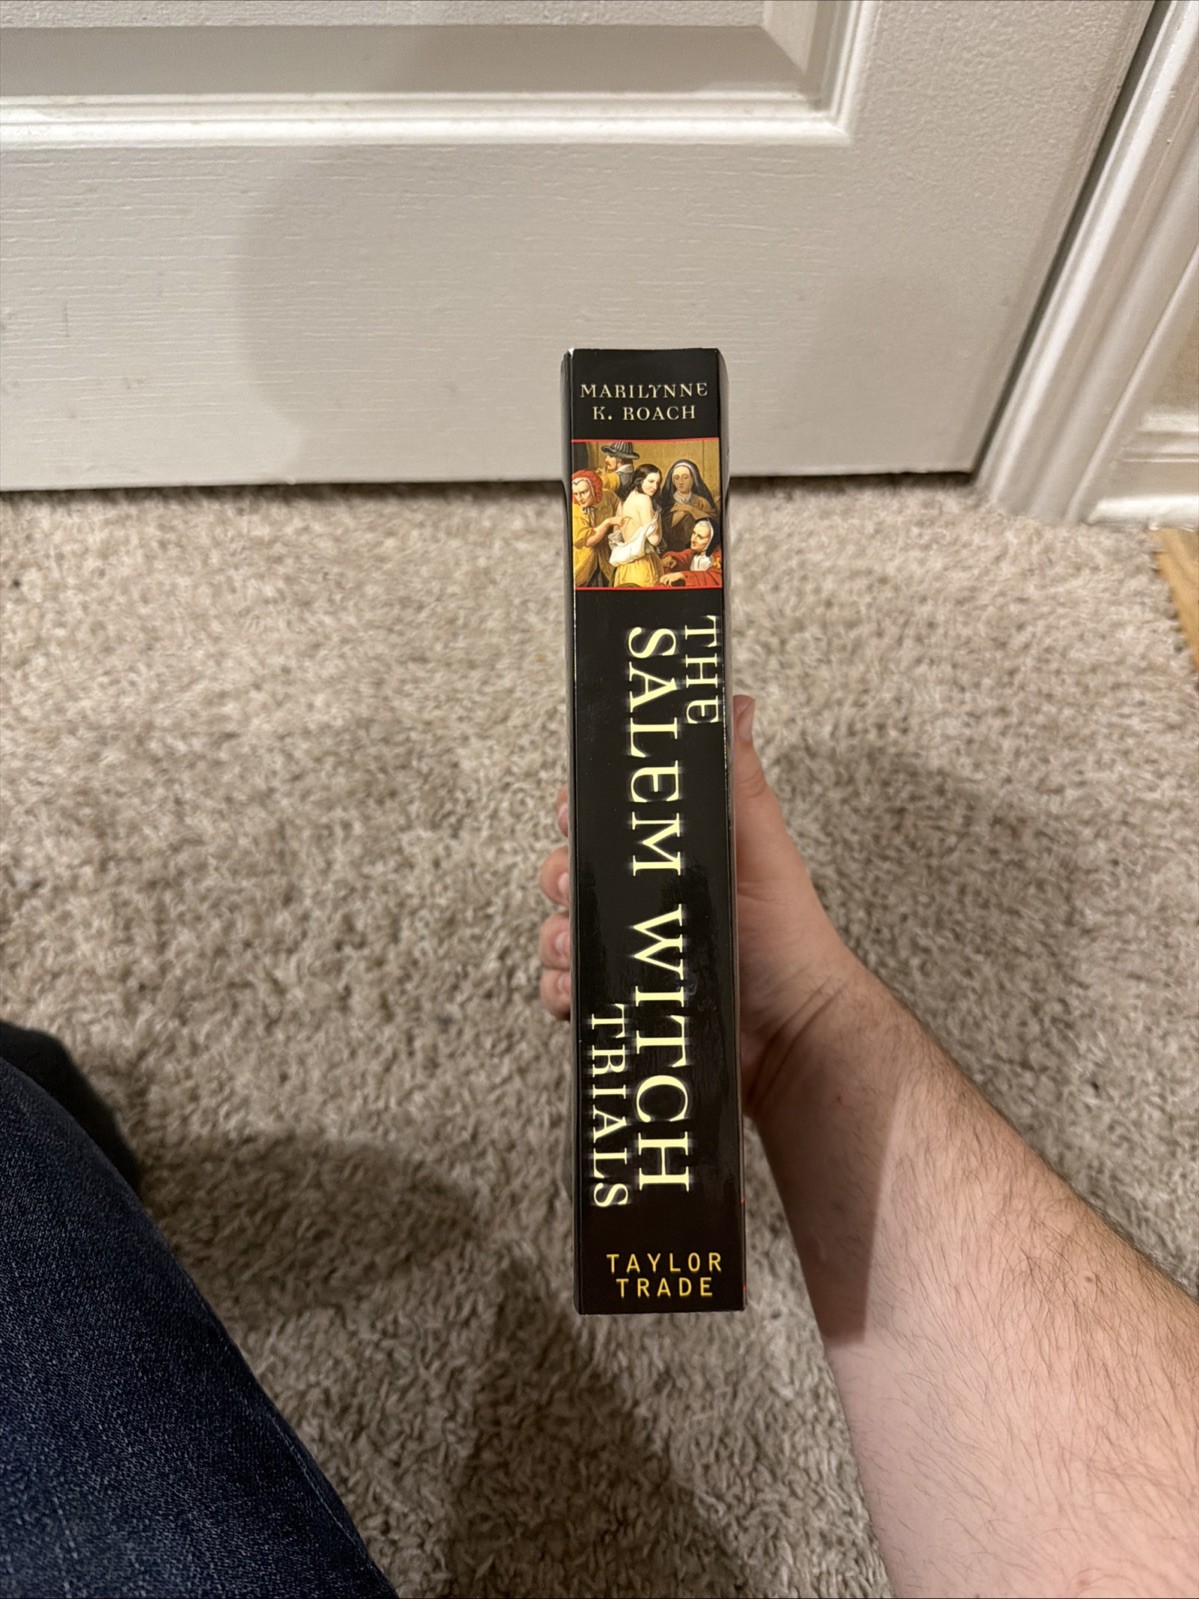 MARILYNNE
K. ROACH
THE
SALEM WITCH
TRIALS
TAYLOR
TRADE